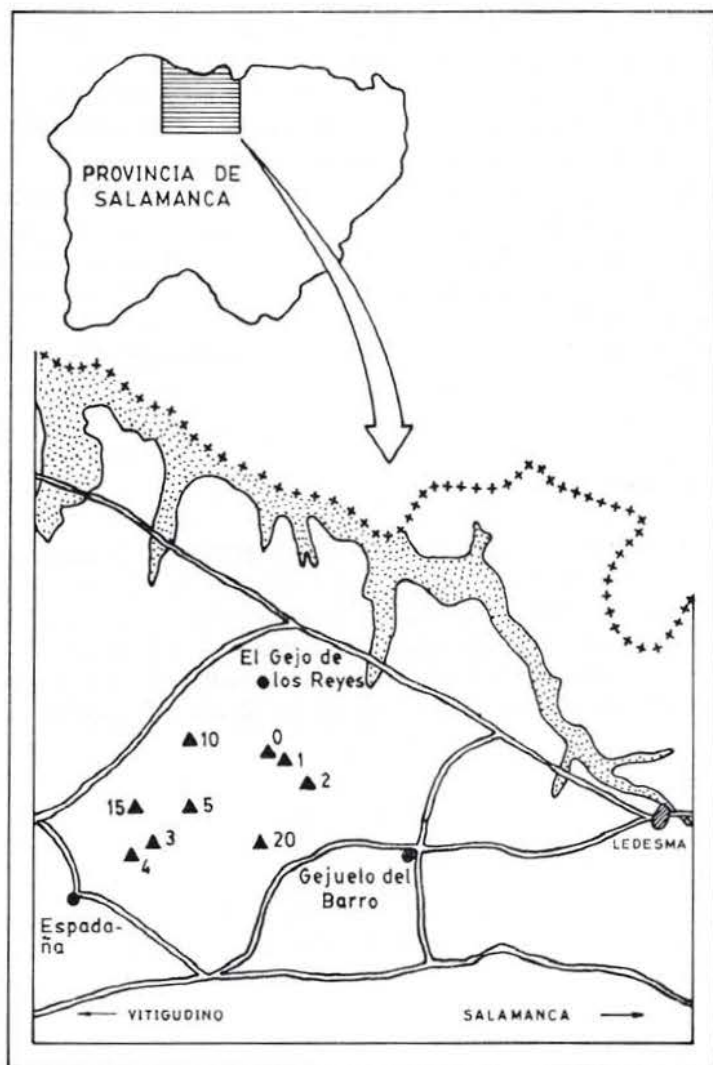 PROVINCIA DE
SALAMANCA
El Gejo de
los Reyes
10
0
1
2
15
5
3
20
4
LEDESMA
Gejuelo del
Barro
Espada-
ña
VITIGUDINO
SALAMANCA